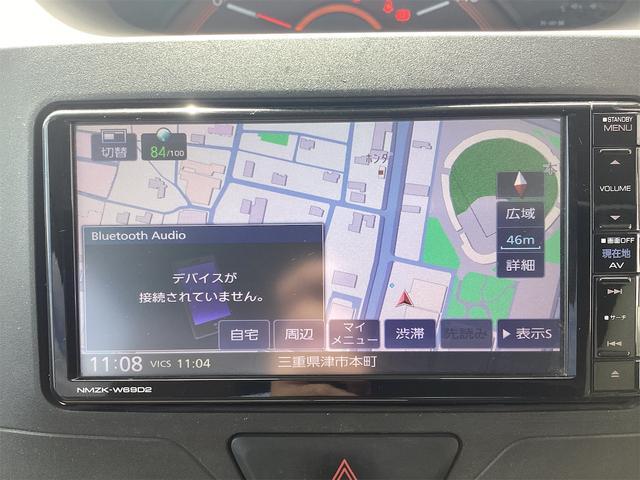 STANDBY
MENU
切替
84/100
ホンダ
VOLUME
広域
46m
詳細
Bluetooth Audio
デバイスが
接続されていません。
画面OFF
現在地
AV
サーチ
自宅
周辺
マイ
メニュー
渋滞
先読み
表示S
11:08 VICS 11:04
三重県津市本町
NMZK-W69D2